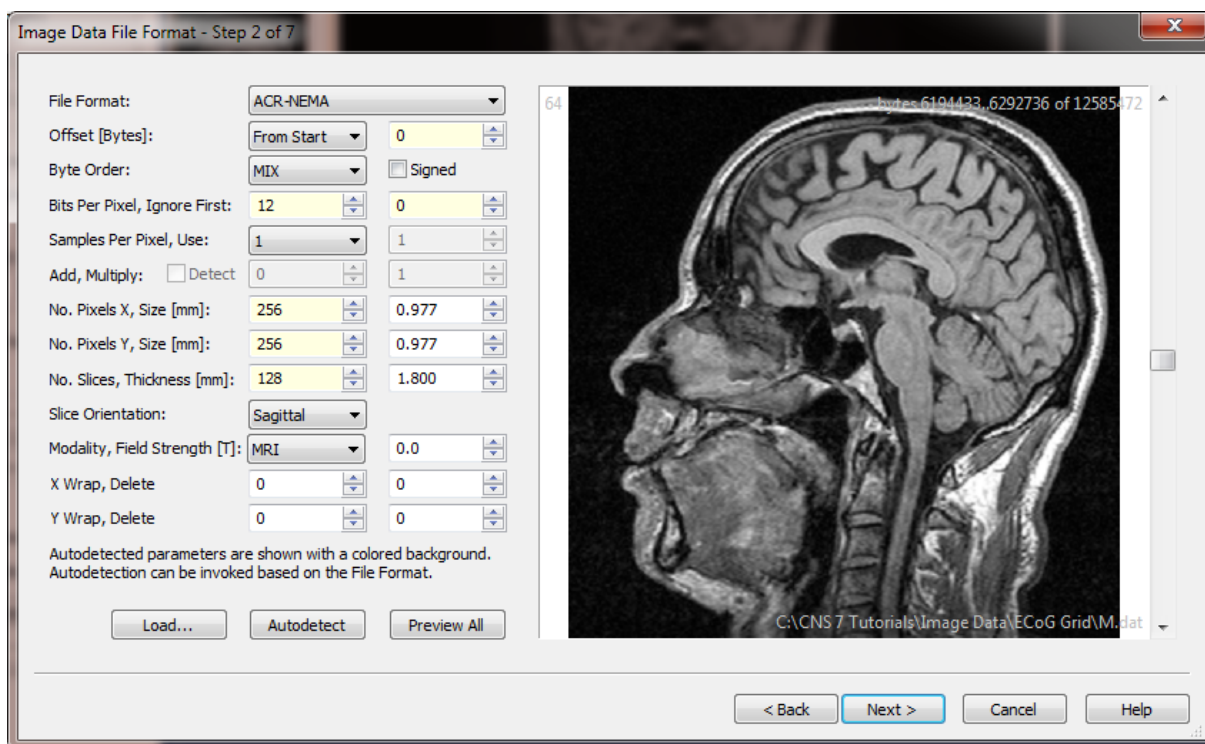 Image Data File Format - Step 2 of 7
File Format: ACR-NEMA
Offset [Bytes]: From Start 0
Byte Order: MIX Signed
Bits Per Pixel, Ignore First: 12 0
Samples Per Pixel, Use: 1 1
Add, Multiply: Detect 0 1
No. Pixels X, Size [mm]: 256 0.977
No. Pixels Y, Size [mm]: 256 0.977
No. Slices, Thickness [mm]: 128 1.800
Slice Orientation: Sagittal
Modality, Field Strength [T]: MRI 0.0
X Wrap, Delete 0 0
Y Wrap, Delete 0 0
Autodetected parameters are shown with a colored background.
Autodetection can be invoked based on the File Format.
Load... Autodetect Preview All
64 - bytes 6194433..6292736 of 12585472
C:\CNS 7 Tutorials\Image Data\ECoG Grid\M.dat
< Back Next > Cancel Help